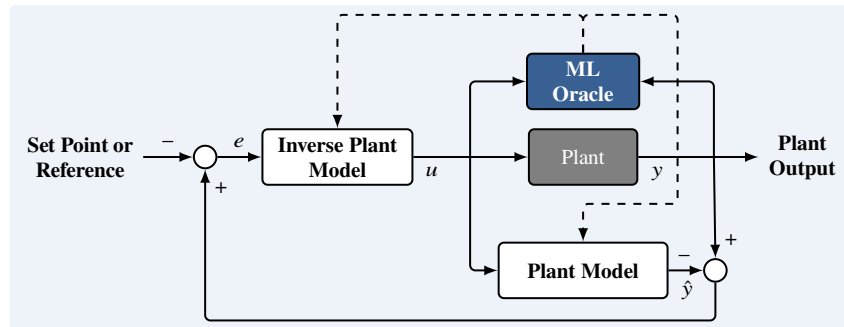 ML
Oracle
Set Point or
Reference
−
e
+
Inverse Plant
Model
u
Plant
y
Plant
Output
+
Plant Model
−
ŷ